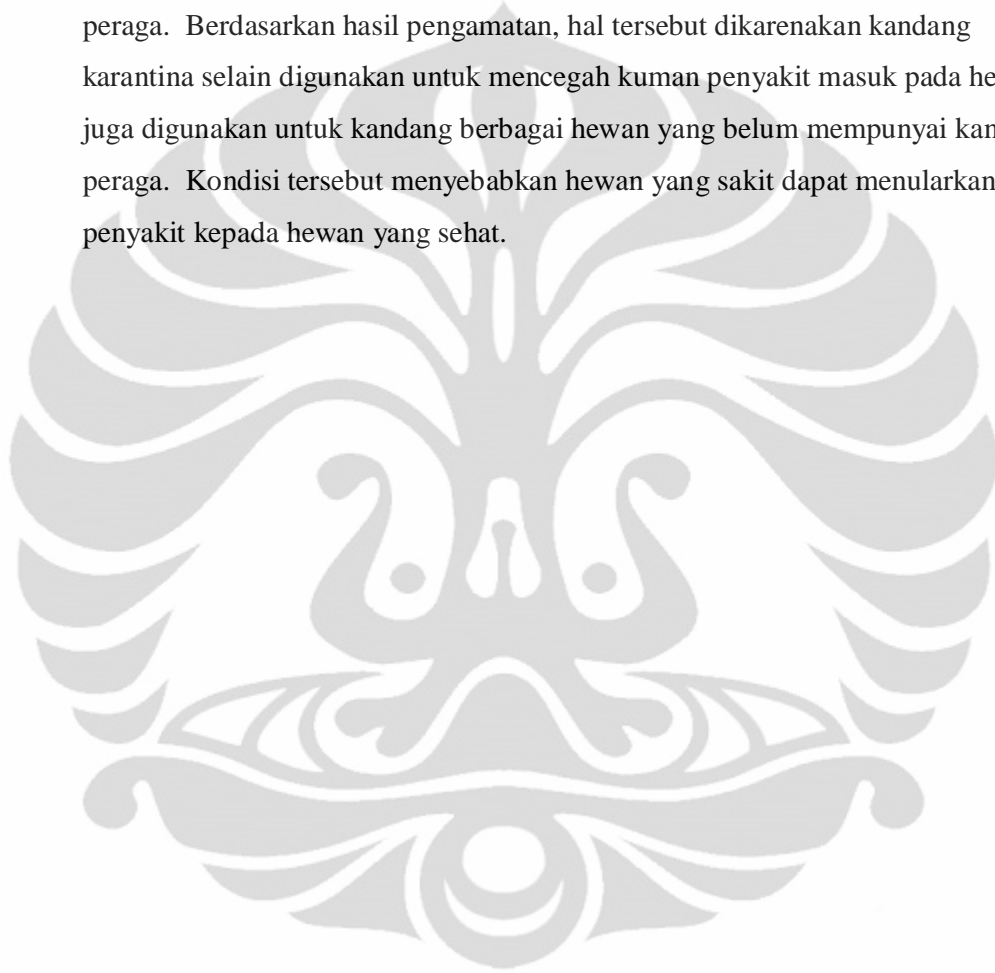 peraga. Berdasarkan hasil pengamatan, hal tersebut dikarenakan kandang
karantina selain digunakan untuk mencegah kuman penyakit masuk pada he
juga digunakan untuk kandang berbagai hewan yang belum mempunyai kan
peraga. Kondisi tersebut menyebabkan hewan yang sakit dapat menularkan
penyakit kepada hewan yang sehat.